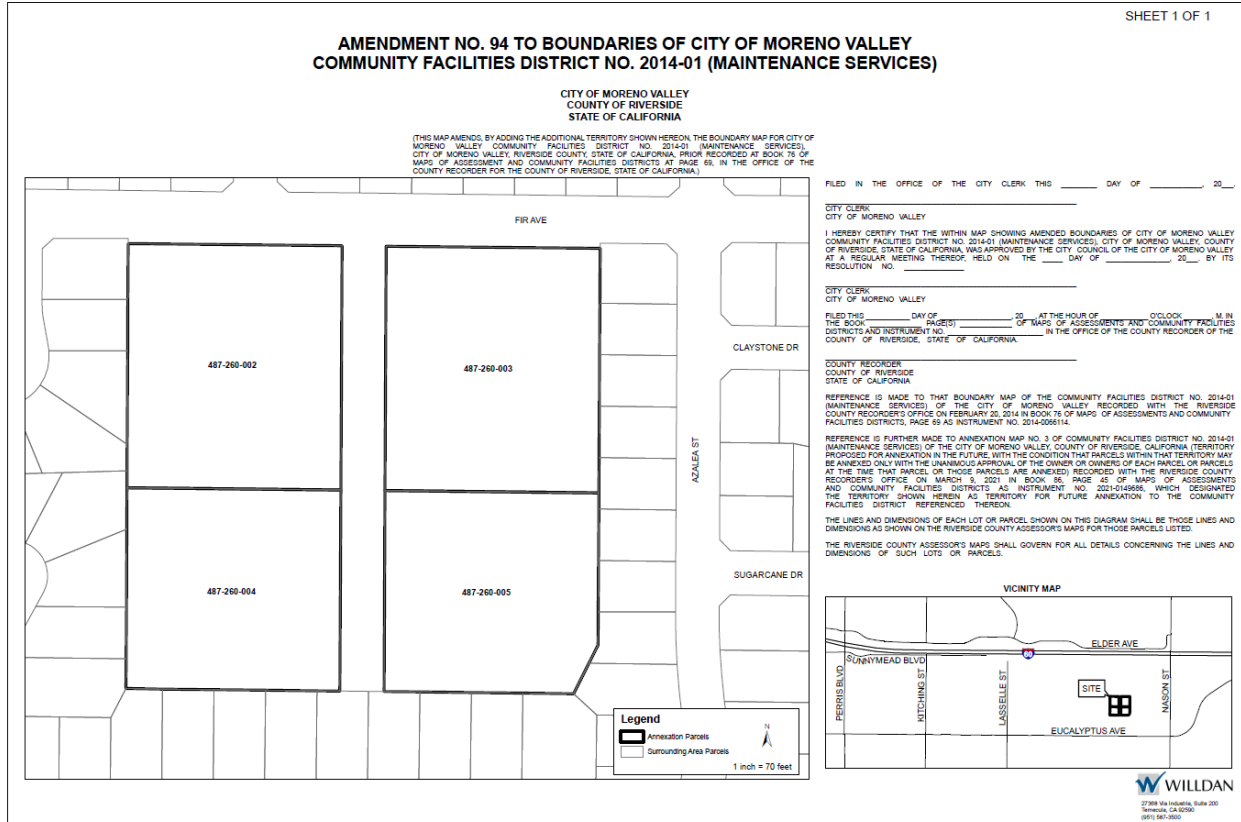 SHEET 1 OF 1
AMENDMENT NO. 94 TO BOUNDARIES OF CITY OF MORENO VALLEY
COMMUNITY FACILITIES DISTRICT NO. 2014-01 (MAINTENANCE SERVICES)
CITY OF MORENO VALLEY
COUNTY OF RIVERSIDE
STATE OF CALIFORNIA
(THIS MAP AMENDS, BY ADDING THE ADDITIONAL TERRITORY SHOWN HEREON, THE BOUNDARY MAP FOR CITY OF
MORENO VALLEY COMMUNITY FACILITIES DISTRICT NO. 2014-01 (MAINTENANCE SERVICES),
CITY OF MORENO VALLEY, RIVERSIDE COUNTY, STATE OF CALIFORNIA, PRIOR RECORDED AT BOOK 76 OF
MAPS OF ASSESSMENT AND COMMUNITY FACILITIES DISTRICTS AT PAGE 69, IN THE OFFICE OF THE
COUNTY RECORDER FOR THE COUNTY OF RIVERSIDE, STATE OF CALIFORNIA.)
FIR AVE
487-260-002
487-260-003
CLAYSTONE DR
AZALEA ST
SUGARCANE DR
487-260-004
487-260-005
Legend
Annexation Parcels
Surrounding Area Parcels
N
1 inch = 70 feet
FILED IN THE OFFICE OF THE CITY CLERK THIS ______ DAY OF _________, 20__.
CITY CLERK
CITY OF MORENO VALLEY
I HEREBY CERTIFY THAT THE WITHIN MAP SHOWING AMENDED BOUNDARIES OF CITY OF MORENO VALLEY
COMMUNITY FACILITIES DISTRICT NO. 2014-01 (MAINTENANCE SERVICES), CITY OF MORENO VALLEY, COUNTY
OF RIVERSIDE, STATE OF CALIFORNIA, WAS APPROVED BY THE CITY COUNCIL OF THE CITY OF MORENO VALLEY
AT A REGULAR MEETING THEREOF, HELD ON THE ____ DAY OF ____________, 20__. BY ITS
RESOLUTION NO. ___________
CITY CLERK
CITY OF MORENO VALLEY
FILED THIS _________ DAY OF ______________, 20__, AT THE HOUR OF _________ O'CLOCK _____, M. IN
THE BOOK _________ PAGE(S) __________ OF MAPS OF ASSESSMENTS AND COMMUNITY FACILITIES
DISTRICTS AND INSTRUMENT NO. __________________ IN THE OFFICE OF THE COUNTY RECORDER OF THE
COUNTY OF RIVERSIDE, STATE OF CALIFORNIA.
COUNTY RECORDER
COUNTY OF RIVERSIDE
STATE OF CALIFORNIA
REFERENCE IS MADE TO THAT BOUNDARY MAP OF THE COMMUNITY FACILITIES DISTRICT NO. 2014-01
(MAINTENANCE SERVICES) OF THE CITY OF MORENO VALLEY RECORDED WITH THE RIVERSIDE
COUNTY RECORDER'S OFFICE ON FEBRUARY 20, 2014 IN BOOK 76 OF MAPS OF ASSESSMENTS AND COMMUNITY
FACILITIES DISTRICTS, PAGE 69 AS INSTRUMENT NO. 2014-0066114.
REFERENCE IS FURTHER MADE TO ANNEXATION MAP NO. 3 OF COMMUNITY FACILITIES DISTRICT NO. 2014-01
(MAINTENANCE SERVICES) OF THE CITY OF MORENO VALLEY, COUNTY OF RIVERSIDE, CALIFORNIA (TERRITORY
PROPOSED FOR ANNEXATION IN THE FUTURE, WITH THE CONDITION THAT PARCELS WITHIN THAT TERRITORY MAY
BE ANNEXED ONLY WITH THE UNANIMOUS APPROVAL OF THE OWNER OR OWNERS OF EACH PARCEL OR PARCELS
AT THE TIME THAT PARCEL OR THOSE PARCELS ARE ANNEXED) RECORDED WITH THE RIVERSIDE COUNTY
RECORDER'S OFFICE ON MARCH 9, 2021 IN BOOK 86, PAGE 45 OF MAPS OF ASSESSMENTS
AND COMMUNITY FACILITIES DISTRICTS AS INSTRUMENT NO. 2021-0149686, WHICH DESIGNATED
THE TERRITORY SHOWN HEREIN AS TERRITORY FOR FUTURE ANNEXATION TO THE COMMUNITY
FACILITIES DISTRICT REFERENCED THEREON.
THE LINES AND DIMENSIONS OF EACH LOT OR PARCEL SHOWN ON THIS DIAGRAM SHALL BE THOSE LINES AND
DIMENSIONS AS SHOWN ON THE RIVERSIDE COUNTY ASSESSOR'S MAPS FOR THOSE PARCELS LISTED.
THE RIVERSIDE COUNTY ASSESSOR'S MAPS SHALL GOVERN FOR ALL DETAILS CONCERNING THE LINES AND
DIMENSIONS OF SUCH LOTS OR PARCELS.
VICINITY MAP
ELDER AVE
60
SUNNYMEAD BLVD
PERRIS BLVD
KITCHING ST
LASSELLE ST
SITE
NASON ST
EUCALYPTUS AVE
WILLDAN
27368 Via Industria, Suite 200
Temecula, CA 92590
(951) 587-3500